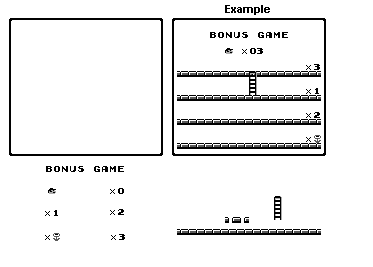 Example
BONUS GAME
×03
×3
×1
×2
×
BONUS GAME
×0
×1 ×2
× ×3